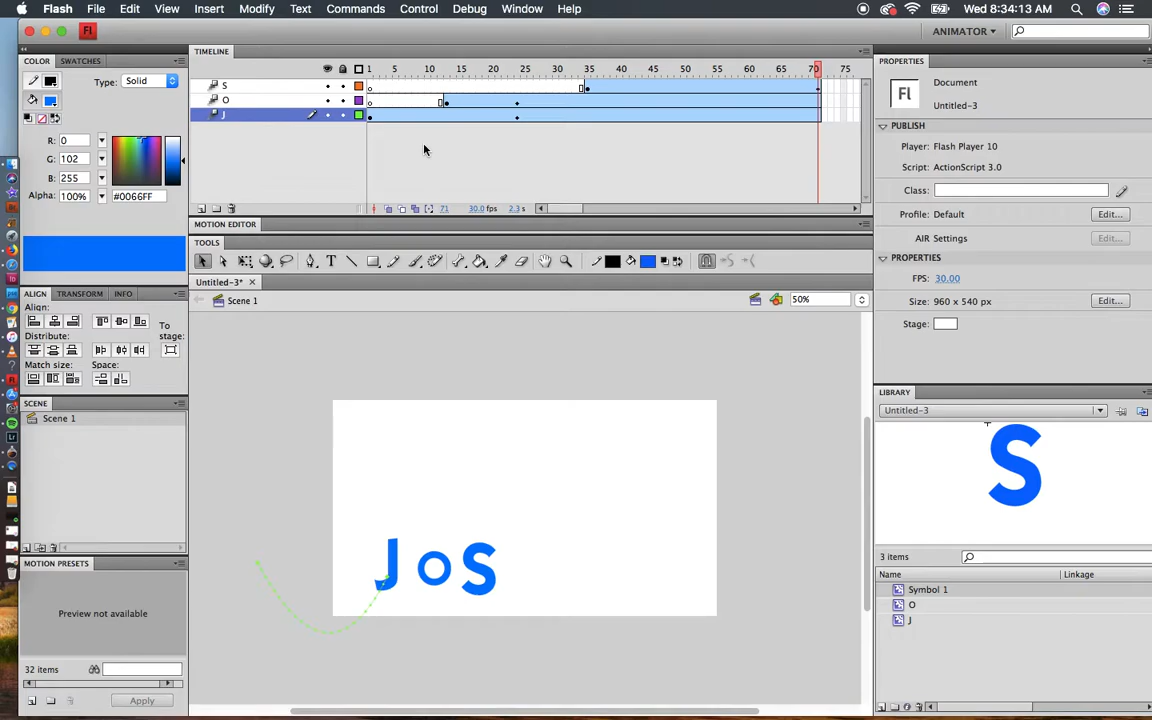 Flash File Edit View Insert Modify Text Commands Control Debug Window Help Wed 8:34:13 AM
Fl ANIMATOR
COLOR SWATCHES
Type: Solid
R: 0
G: 102
B: 255
Alpha: 100% #0066FF
ALIGN TRANSFORM INFO
Align:
To stage:
Distribute:
Match size: Space:
SCENE
Scene 1
MOTION PRESETS
Preview not available
32 items
Apply
TIMELINE
1 5 10 15 20 25 30 35 40 45 50 55 60 65 70 75
S
O
J
71 30.0 fps 2.3 s
MOTION EDITOR
TOOLS
Untitled-3*
Scene 1 50%
J o S
PROPERTIES
Fl Document
Untitled-3
PUBLISH
Player: Flash Player 10
Script: ActionScript 3.0
Class:
Profile: Default Edit...
AIR Settings Edit...
PROPERTIES
FPS: 30.00
Size: 960 x 540 px Edit...
Stage:
LIBRARY
Untitled-3
S
3 items
Name Linkage
Symbol 1
O
J